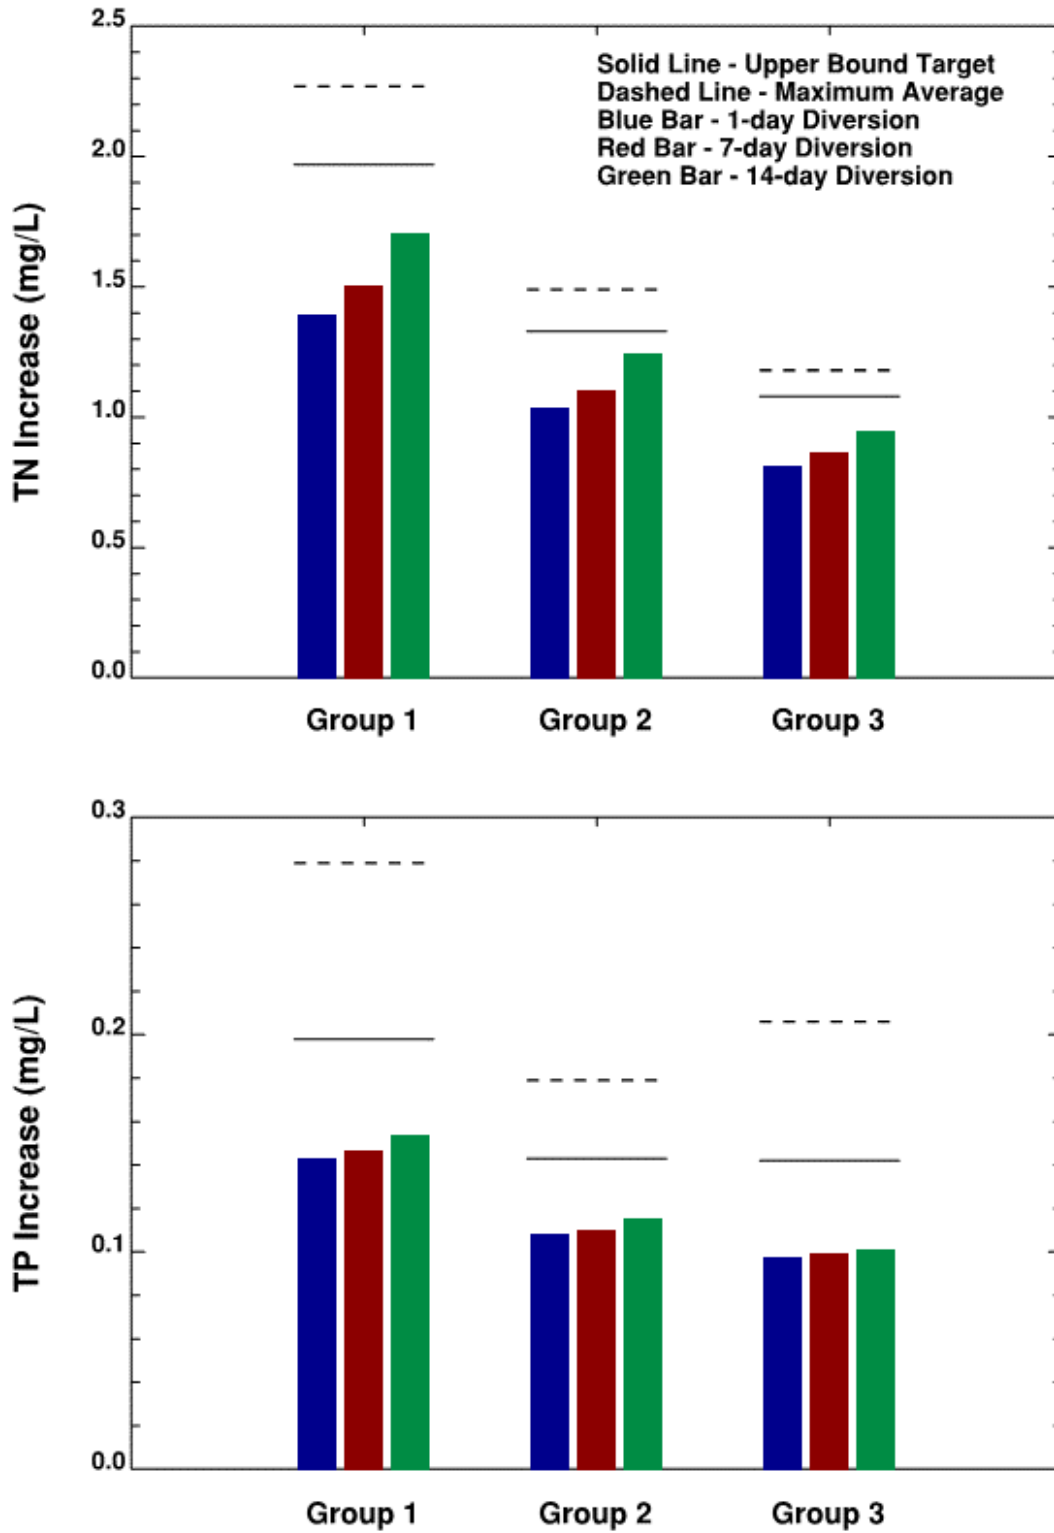 2.5
Solid Line - Upper Bound Target
Dashed Line - Maximum Average
Blue Bar - 1-day Diversion
Red Bar - 7-day Diversion
Green Bar - 14-day Diversion
2.0
1.5
1.0
0.5
0.0
TN Increase (mg/L)
Group 1 Group 2 Group 3
0.3
0.2
0.1
0.0
TP Increase (mg/L)
Group 1 Group 2 Group 3